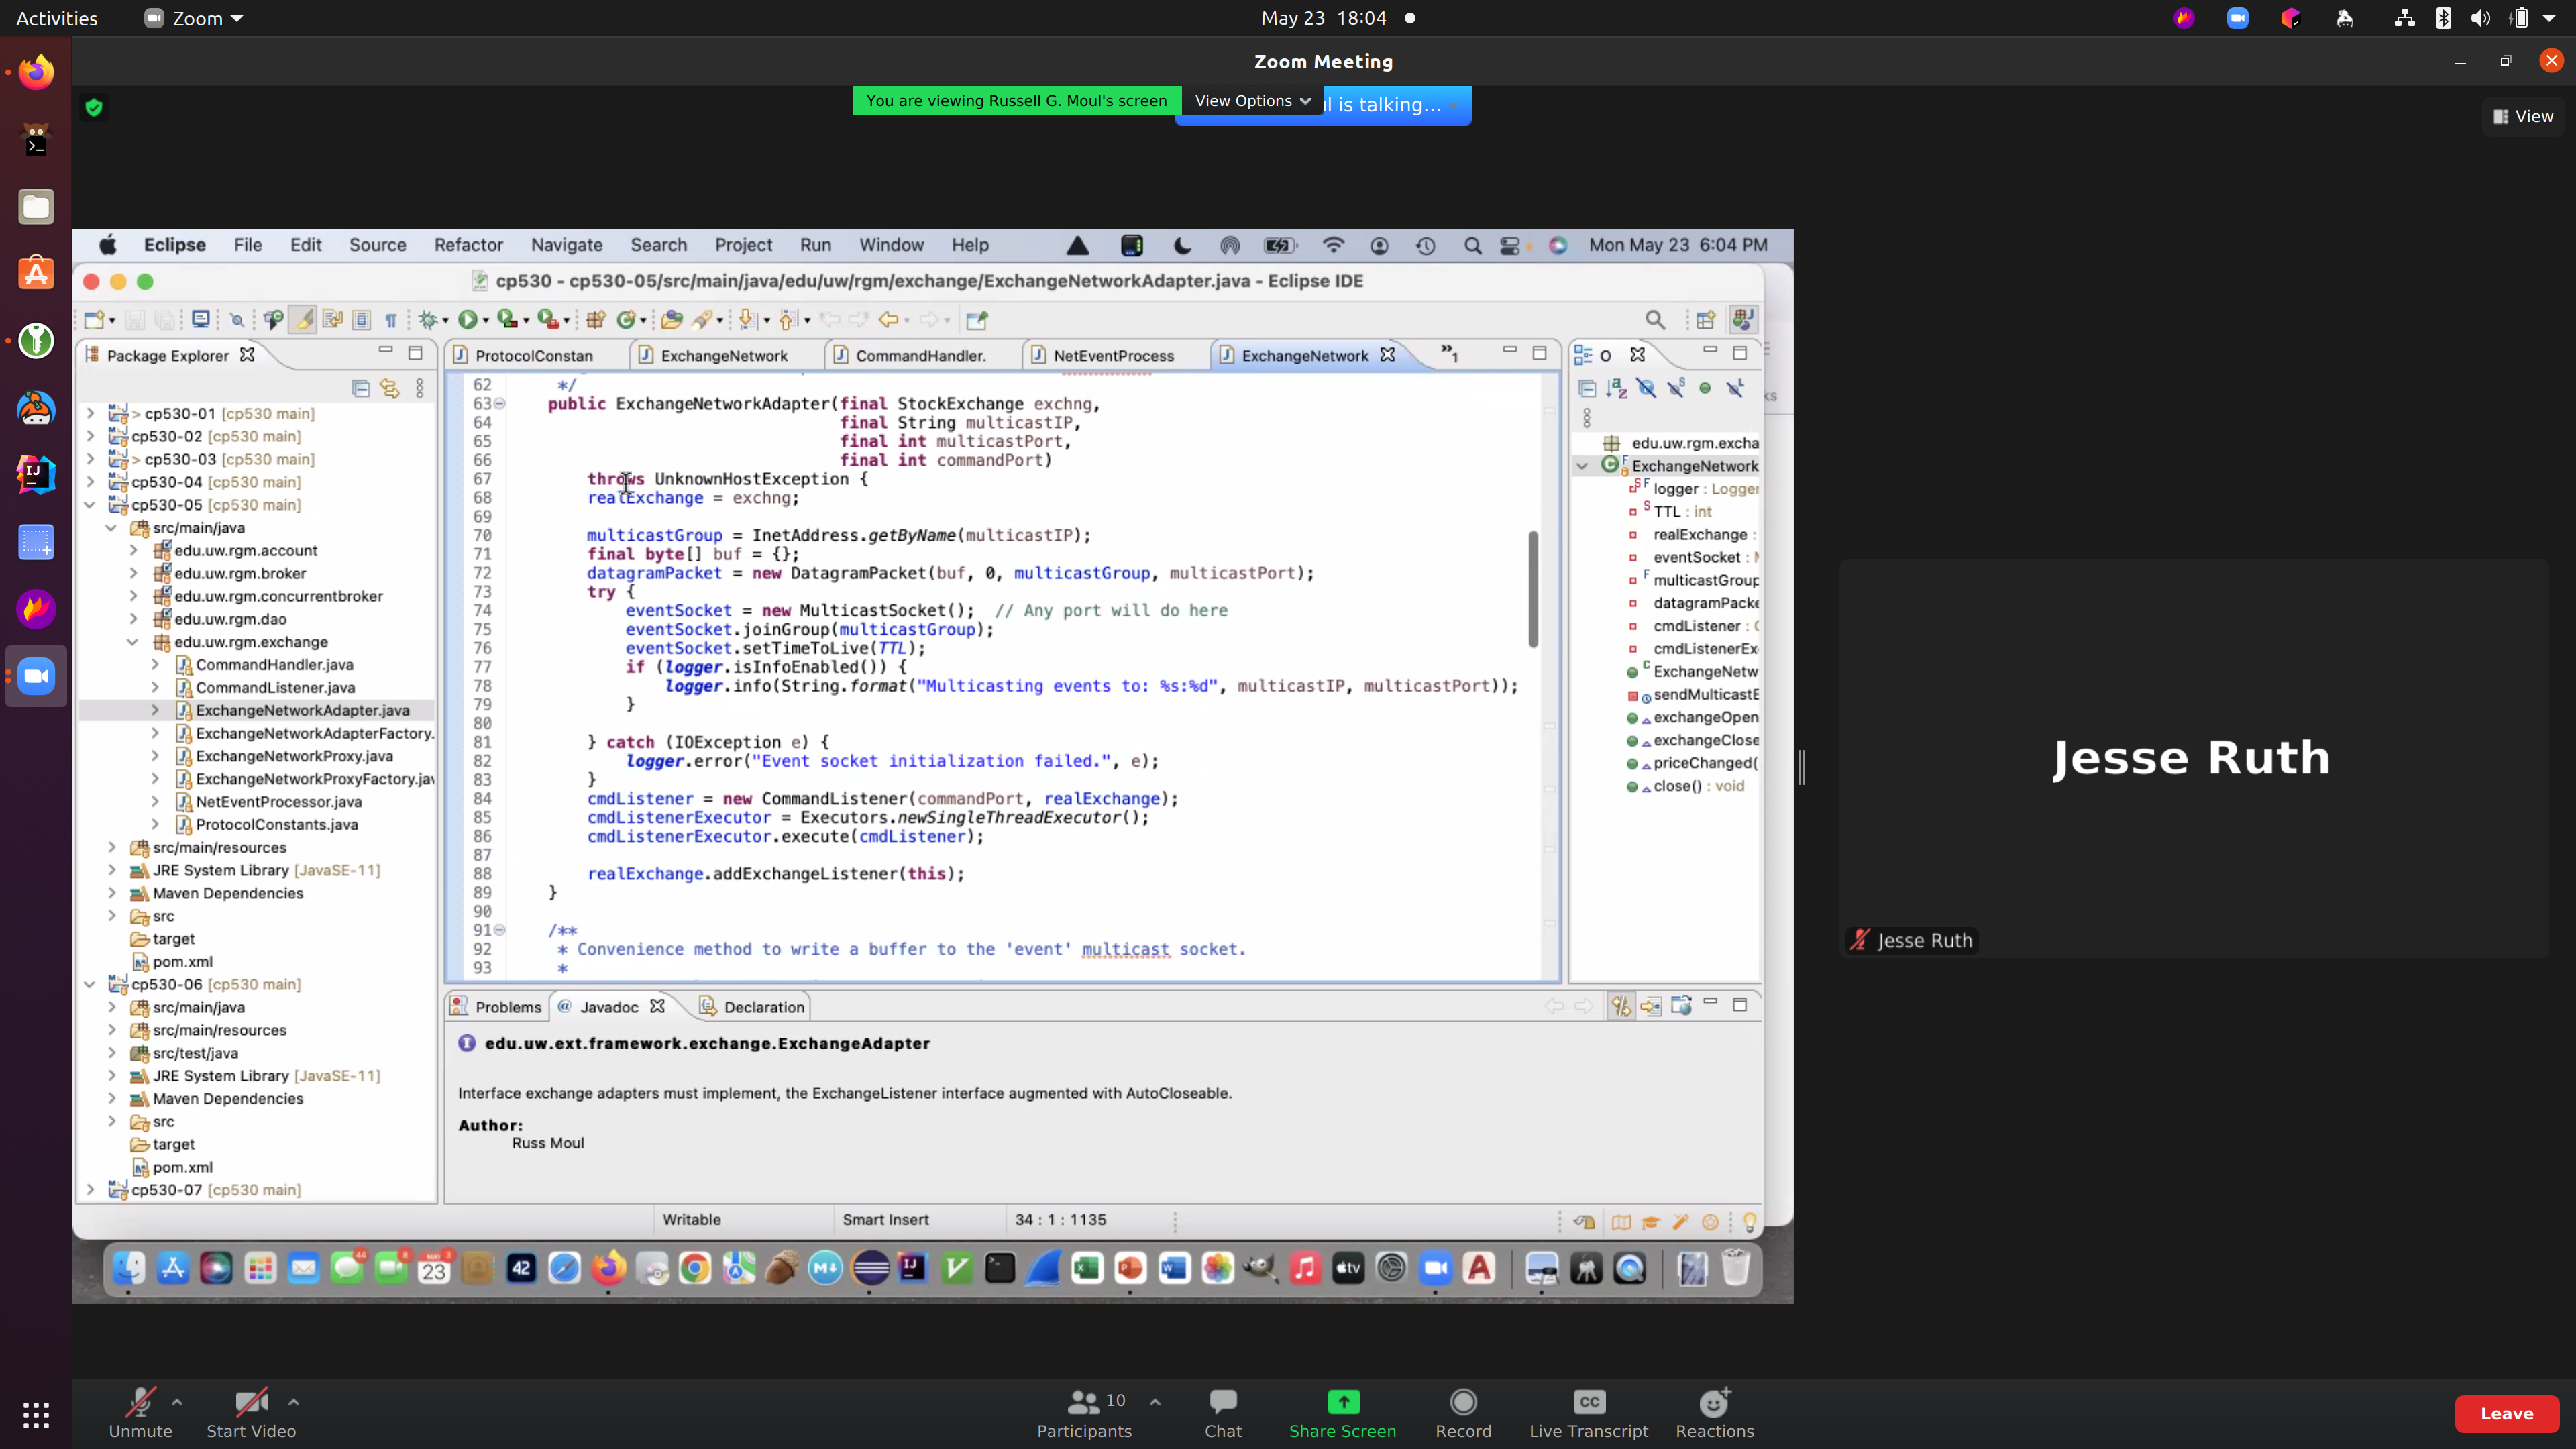 Activities
Zoom
May 23 18:04
Zoom Meeting
You are viewing Russell G. Moul's screen
View Options
l is talking...
View
Eclipse File Edit Source Refactor Navigate Search Project Run Window Help
Mon May 23 6:04 PM
cp530 - cp530-05/src/main/java/edu/uw/rgm/exchange/ExchangeNetworkAdapter.java - Eclipse IDE
Package Explorer
> cp530-01 [cp530 main]
cp530-02 [cp530 main]
> cp530-03 [cp530 main]
cp530-04 [cp530 main]
cp530-05 [cp530 main]
src/main/java
edu.uw.rgm.account
edu.uw.rgm.broker
edu.uw.rgm.concurrentbroker
edu.uw.rgm.dao
edu.uw.rgm.exchange
CommandHandler.java
CommandListener.java
ExchangeNetworkAdapter.java
ExchangeNetworkAdapterFactory.
ExchangeNetworkProxy.java
ExchangeNetworkProxyFactory.jav
NetEventProcessor.java
ProtocolConstants.java
src/main/resources
JRE System Library [JavaSE-11]
Maven Dependencies
src
target
pom.xml
cp530-06 [cp530 main]
src/main/java
src/main/resources
src/test/java
JRE System Library [JavaSE-11]
Maven Dependencies
src
target
pom.xml
cp530-07 [cp530 main]
ProtocolConstan
ExchangeNetwork
CommandHandler.
NetEventProcess
ExchangeNetwork
»1
62 */
63 public ExchangeNetworkAdapter(final StockExchange exchng,
64 final String multicastIP,
65 final int multicastPort,
66 final int commandPort)
67 throws UnknownHostException {
68 realExchange = exchng;
69
70 multicastGroup = InetAddress.getByName(multicastIP);
71 final byte[] buf = {};
72 datagramPacket = new DatagramPacket(buf, 0, multicastGroup, multicastPort);
73 try {
74 eventSocket = new MulticastSocket(); // Any port will do here
75 eventSocket.joinGroup(multicastGroup);
76 eventSocket.setTimeToLive(TTL);
77 if (logger.isInfoEnabled()) {
78 logger.info(String.format("Multicasting events to: %s:%d", multicastIP, multicastPort));
79 }
80
81 } catch (IOException e) {
82 logger.error("Event socket initialization failed.", e);
83 }
84 cmdListener = new CommandListener(commandPort, realExchange);
85 cmdListenerExecutor = Executors.newSingleThreadExecutor();
86 cmdListenerExecutor.execute(cmdListener);
87
88 realExchange.addExchangeListener(this);
89 }
90
91 /**
92 * Convenience method to write a buffer to the 'event' multicast socket.
93 *
O
edu.uw.rgm.excha
ExchangeNetwork
logger : Logger
TTL : int
realExchange :
eventSocket :
multicastGroup
datagramPacke
cmdListener :
cmdListenerEx
ExchangeNetw
sendMulticastE
exchangeOpen
exchangeClose
priceChanged(
close() : void
Problems
@ Javadoc
Declaration
edu.uw.ext.framework.exchange.ExchangeAdapter
Interface exchange adapters must implement, the ExchangeListener interface augmented with AutoCloseable.
Author:
Russ Moul
Writable
Smart Insert
34 : 1 : 1135
Jesse Ruth
Jesse Ruth
Unmute
Start Video
Participants
10
Chat
Share Screen
Record
Live Transcript
Reactions
Leave